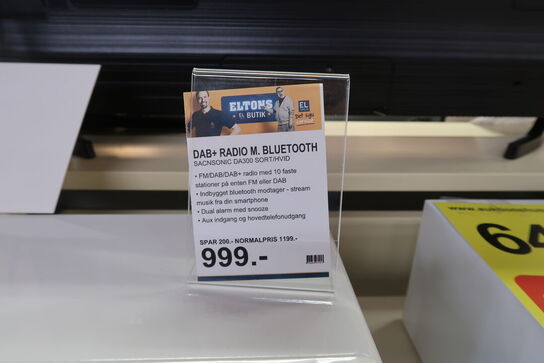 ELTONS
EL BUTIK
EL
DAB+ RADIO M. BLUETOOTH
SACNSONIC DA300 SORT/HVID
• FM/DAB/DAB+ radio med 10 faste
stationer på enten FM eller DAB
• Indbygget bluetooth modtager - stream
musik fra din smartphone
• Dual alarm med snooze
• Aux indgang og hovedtelefonudgang
SPAR 200.- NORMALPRIS 1199.-
999.-
64